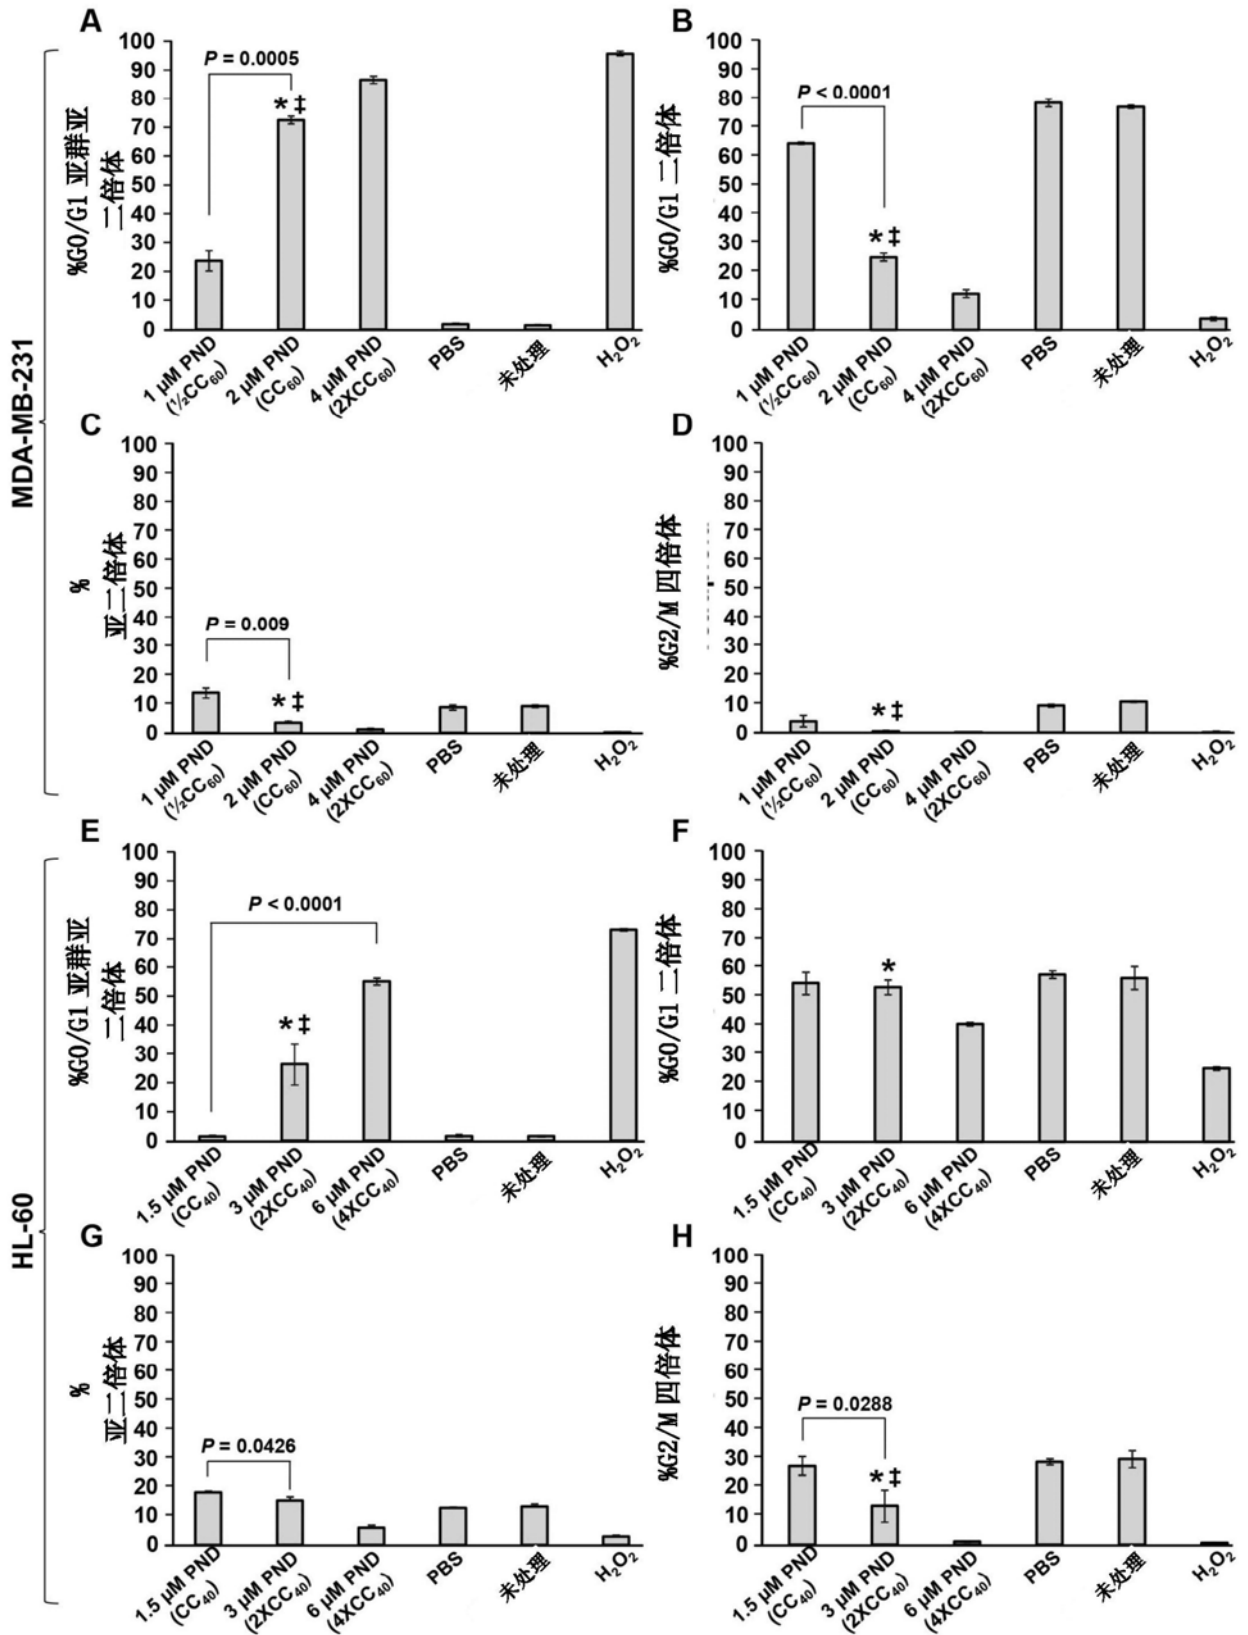 MDA-MB-231
A
%G0/G1 亚群亚
二倍体
100
90
80
70
60
50
40
30
20
10
0
P = 0.0005
*‡
1 µM PND
(½CC60)
2 µM PND
(CC60)
4 µM PND
(2XCC60)
PBS
未处理
H2O2
B
%G0/G1 二倍体
100
90
80
70
60
50
40
30
20
10
0
P < 0.0001
*‡
1 µM PND
(½CC60)
2 µM PND
(CC60)
4 µM PND
(2XCC60)
PBS
未处理
H2O2
C
%
亚二倍体
100
90
80
70
60
50
40
30
20
10
0
P = 0.009
*‡
1 µM PND
(½CC60)
2 µM PND
(CC60)
4 µM PND
(2XCC60)
PBS
未处理
H2O2
D
%G2/M 四倍体
100
90
80
70
60
50
40
30
20
10
0
*‡
1 µM PND
(½CC60)
2 µM PND
(CC60)
4 µM PND
(2XCC60)
PBS
未处理
H2O2
HL-60
E
%G0/G1 亚群亚
二倍体
100
90
80
70
60
50
40
30
20
10
0
P < 0.0001
*‡
1.5 µM PND
(CC40)
3 µM PND
(2XCC40)
6 µM PND
(4XCC40)
PBS
未处理
H2O2
F
%G0/G1 二倍体
100
90
80
70
60
50
40
30
20
10
0
*
1.5 µM PND
(CC40)
3 µM PND
(2XCC40)
6 µM PND
(4XCC40)
PBS
未处理
H2O2
G
%
亚二倍体
100
90
80
70
60
50
40
30
20
10
0
P = 0.0426
1.5 µM PND
(CC40)
3 µM PND
(2XCC40)
6 µM PND
(4XCC40)
PBS
未处理
H2O2
H
%G2/M 四倍体
100
90
80
70
60
50
40
30
20
10
0
P = 0.0288
*‡
1.5 µM PND
(CC40)
3 µM PND
(2XCC40)
6 µM PND
(4XCC40)
PBS
未处理
H2O2